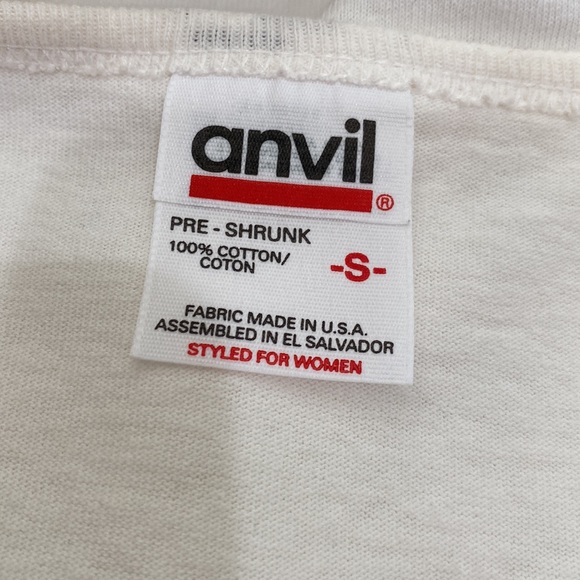 anvil®
PRE - SHRUNK
100% COTTON/
COTON
-S-
FABRIC MADE IN U.S.A.
ASSEMBLED IN EL SALVADOR
STYLED FOR WOMEN